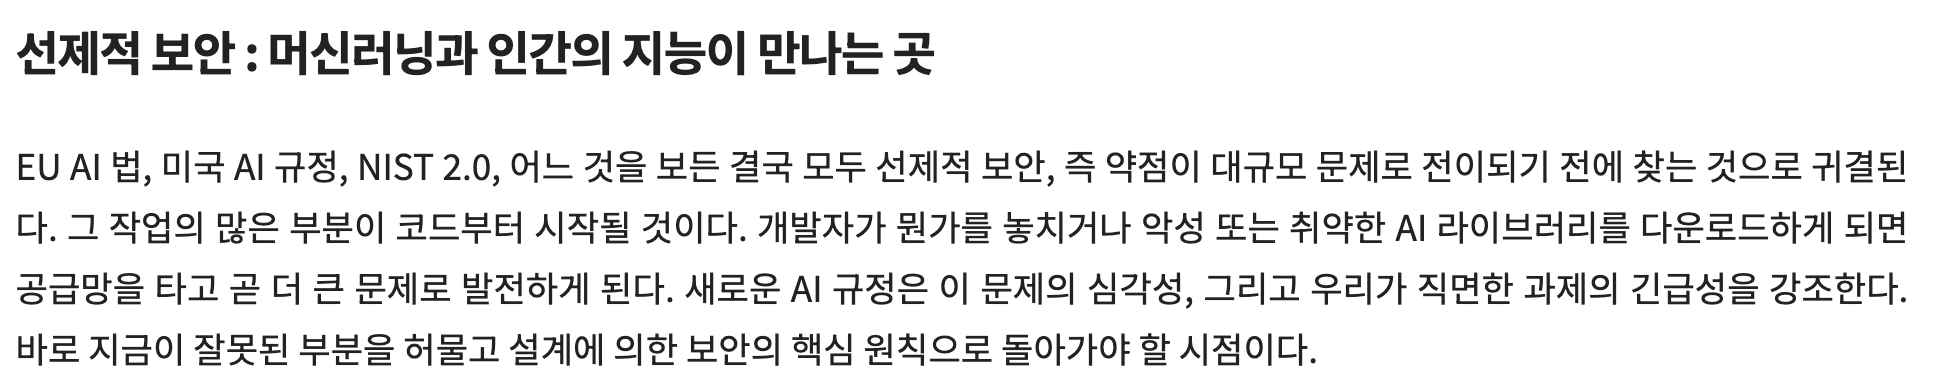 선제적 보안 : 머신러닝과 인간의 지능이 만나는 곳
EU AI 법, 미국 AI 규정, NIST 2.0, 어느 것을 보든 결국 모두 선제적 보안, 즉 약점이 대규모 문제로 전이되기 전에 찾는 것으로 귀결된
다. 그 작업의 많은 부분이 코드부터 시작될 것이다. 개발자가 뭔가를 놓치거나 악성 또는 취약한 AI 라이브러리를 다운로드하게 되면
공급망을 타고 곧 더 큰 문제로 발전하게 된다. 새로운 AI 규정은 이 문제의 심각성, 그리고 우리가 직면한 과제의 긴급성을 강조한다.
바로 지금이 잘못된 부분을 허물고 설계에 의한 보안의 핵심 원칙으로 돌아가야 할 시점이다.